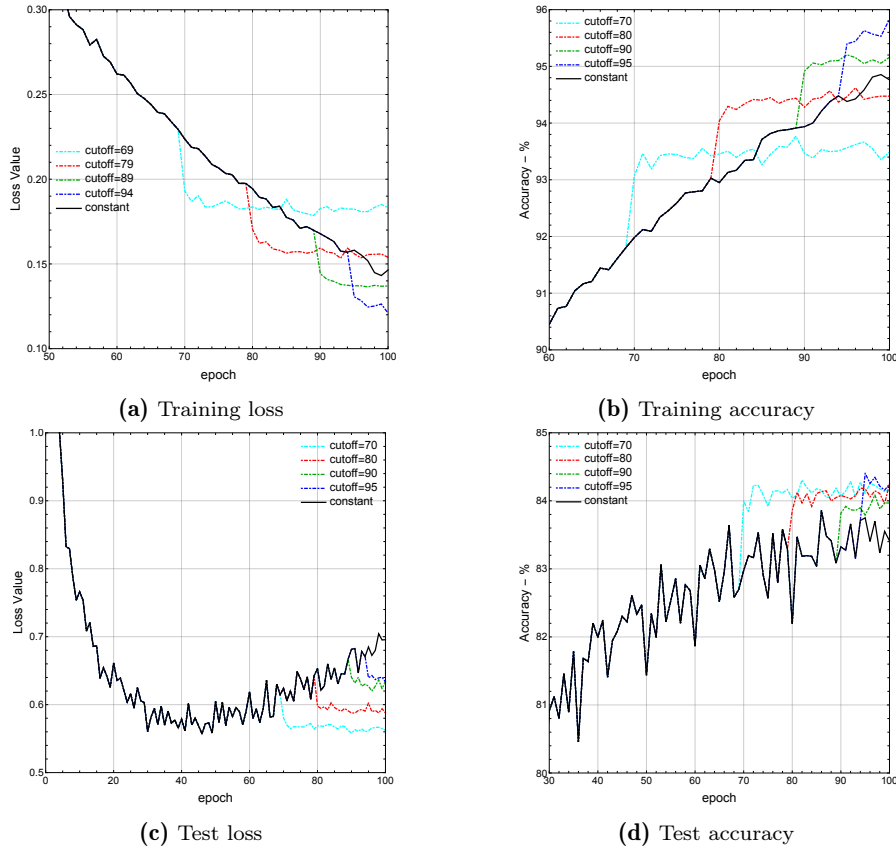 0.30
0.25
0.20
0.15
0.10
50
60
70
80
90
100
Loss Value
epoch
cutoff=69
cutoff=79
cutoff=89
cutoff=94
constant
(a) Training loss
96
95
94
93
92
91
90
60
70
80
90
100
Accuracy – %
epoch
cutoff=70
cutoff=80
cutoff=90
cutoff=95
constant
(b) Training accuracy
1.0
0.9
0.8
0.7
0.6
0.5
0
20
40
60
80
100
Loss Value
epoch
cutoff=70
cutoff=80
cutoff=90
cutoff=95
constant
(c) Test loss
85
84
83
82
81
80
30
40
50
60
70
80
90
100
Accuracy – %
epoch
cutoff=70
cutoff=80
cutoff=90
cutoff=95
constant
(d) Test accuracy